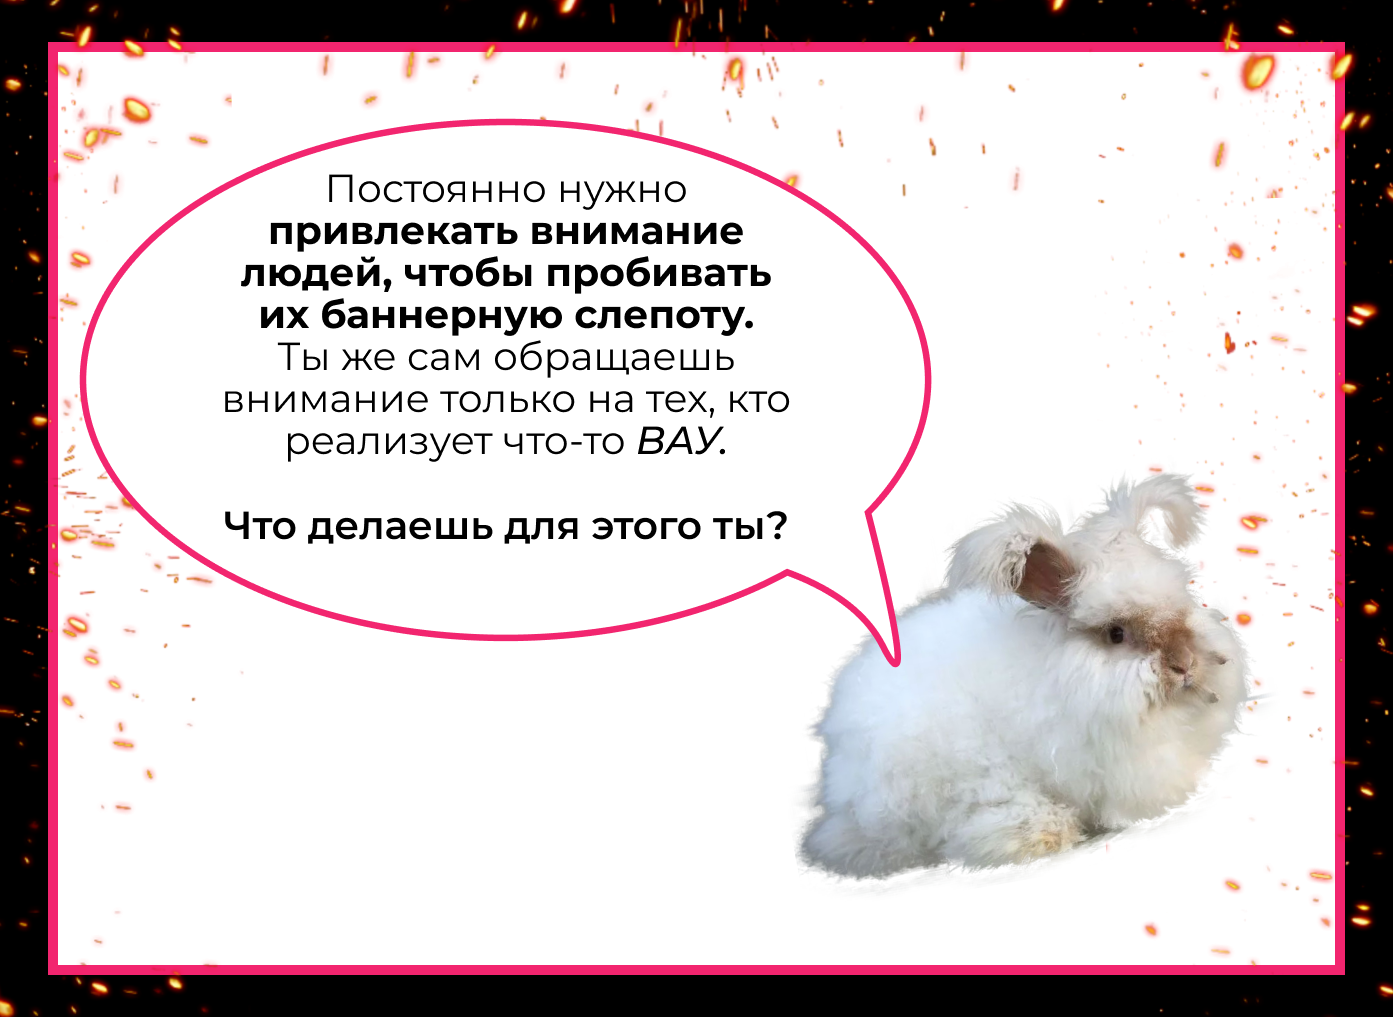 Постоянно нужно
привлекать внимание
людей, чтобы пробивать
их баннерную слепоту.
Ты же сам обращаешь
внимание только на тех, кто
реализует что-то ВАУ.
Что делаешь для этого ты?